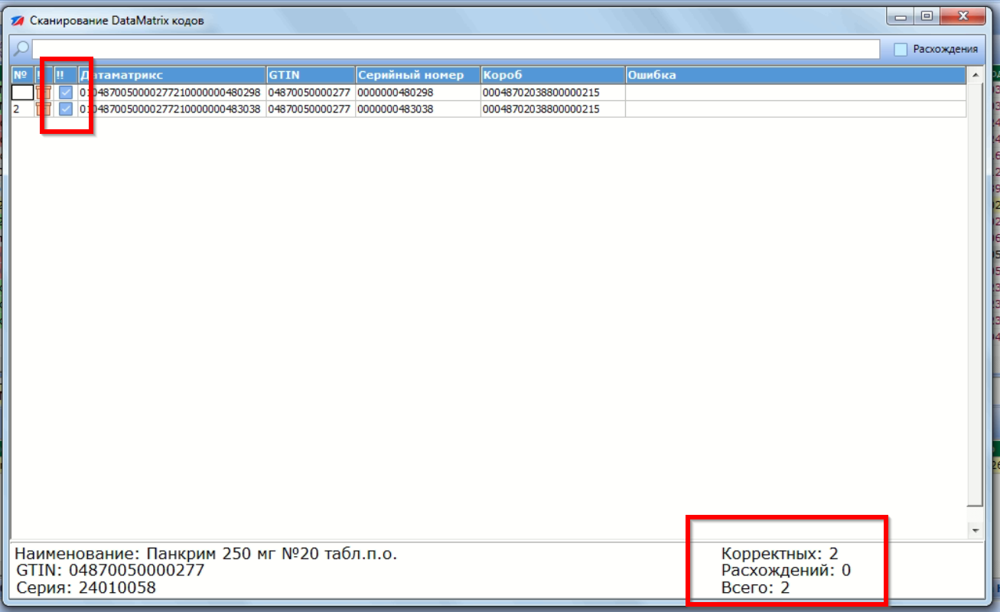 Сканирование DataMatrix кодов
Расхождения
№ !! Датаматрикс GTIN Серийный номер Короб Ошибка
0104870050000277210000000480298 04870050000277 0000000480298 00048702038800000215
2 0104870050000277210000000483038 04870050000277 0000000483038 00048702038800000215
Наименование: Панкрим 250 мг №20 табл.п.о.
GTIN: 04870050000277
Серия: 24010058
Корректных: 2
Расхождений: 0
Всего: 2